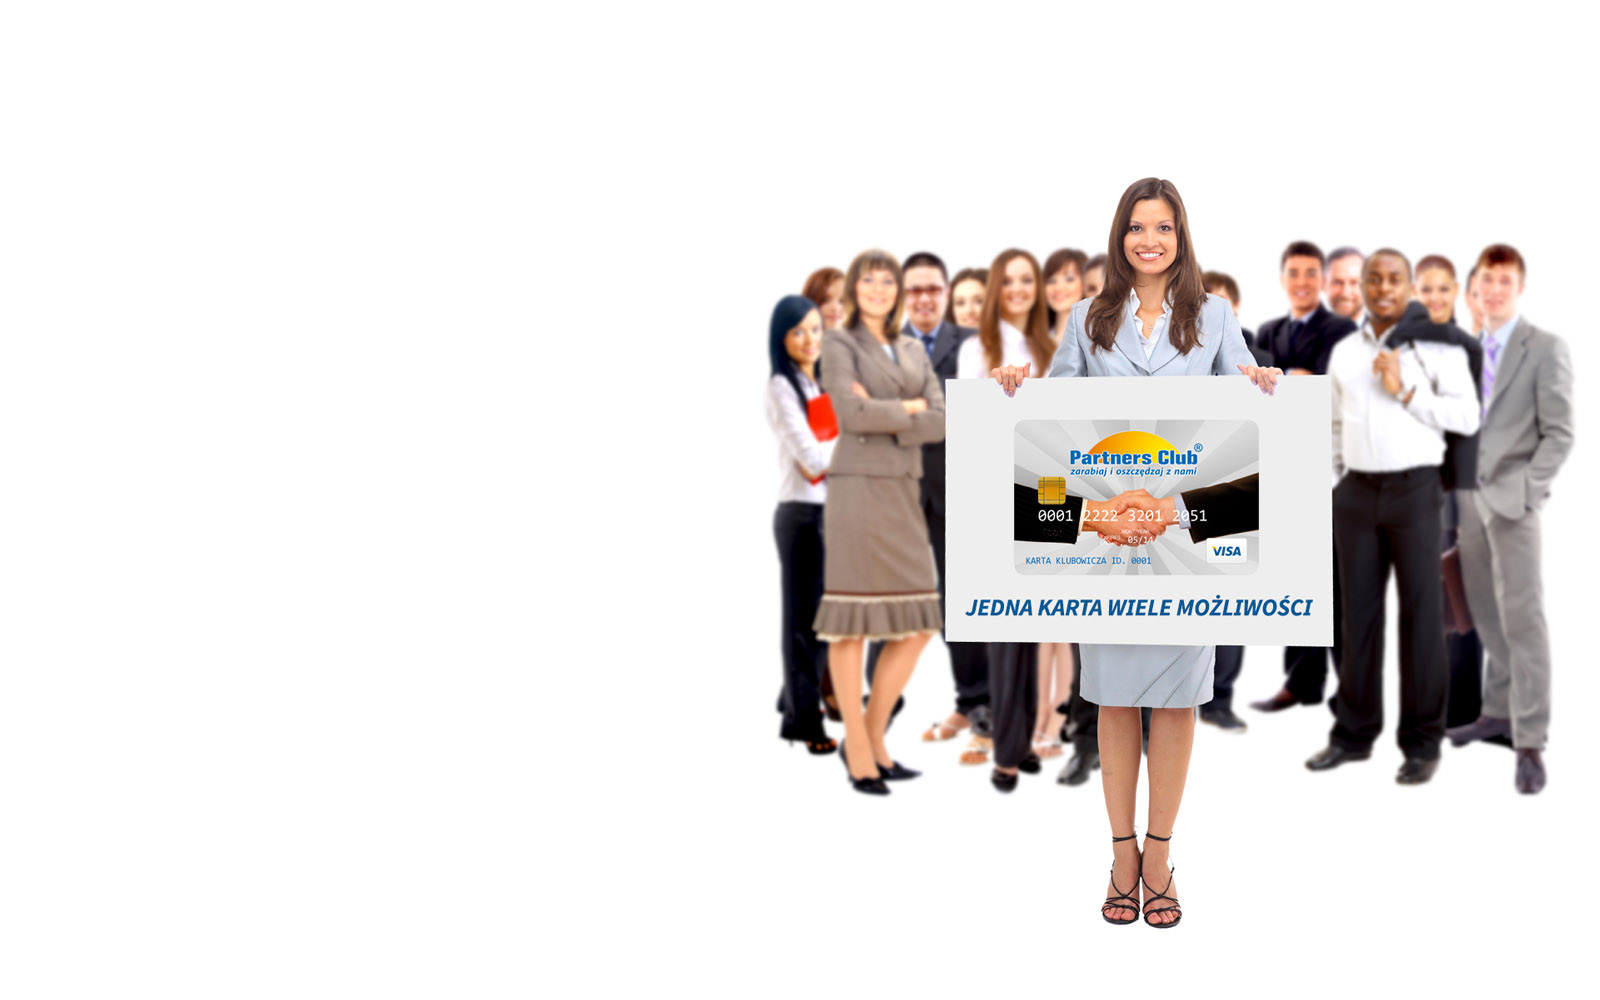 Partners Club®
zarabiaj i oszczędzaj z nami
0001 2222 3201 2051
05/14
VISA
KARTA KLUBOWICZA ID. 0001
JEDNA KARTA WIELE MOŻLIWOŚCI